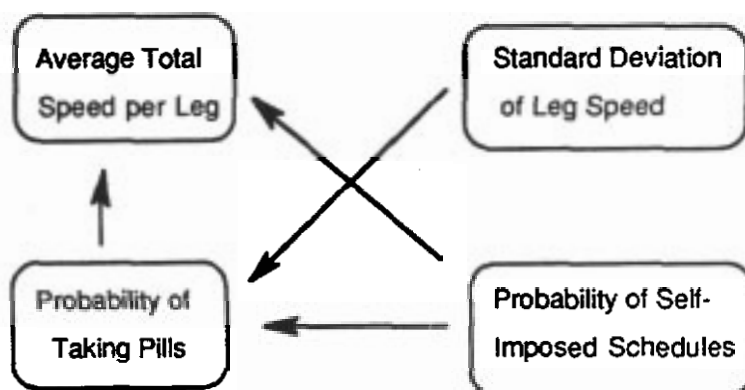 Average Total
Speed per Leg
Standard Deviation
of Leg Speed
Probability of
Taking Pills
Probability of Self-
Imposed Schedules